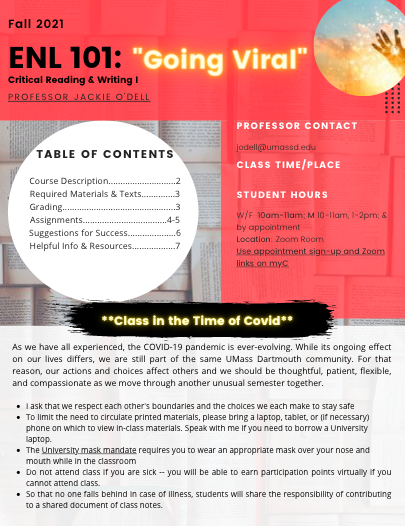 Fall 2021
ENL 101: "Going Viral"
Critical Reading & Writing I
PROFESSOR JACKIE O'DELL
TABLE OF CONTENTS
Course Description............................2
Required Materials & Texts..............3
Grading...............................................3
Assignments...................................4-5
Suggestions for Success....................6
Helpful Info & Resources..................7
PROFESSOR CONTACT
jodell@umassd.edu
CLASS TIME/PLACE
STUDENT HOURS
W/F 10am-11am; M 10-11am, 1-2pm; &
by appointment
Location: Zoom Room.
Use appointment sign-up and Zoom
links on myC
**Class in the Time of Covid**
As we have all experienced, the COVID-19 pandemic is ever-evolving. While its ongoing effect
on our lives differs, we are still part of the same UMass Dartmouth community. For that
reason, our actions and choices affect others and we should be thoughtful, patient, flexible,
and compassionate as we move through another unusual semester together.
• I ask that we respect each other's boundaries and the choices we each make to stay safe
• To limit the need to circulate printed materials, please bring a laptop, tablet, or (if necessary)
phone on which to view in-class materials. Speak with me if you need to borrow a University
laptop.
• The University mask mandate requires you to wear an appropriate mask over your nose and
mouth while in the classroom
• Do not attend class if you are sick -- you will be able to earn participation points virtually if you
cannot attend class.
• So that no one falls behind in case of illness, students will share the responsibility of contributing
to a shared document of class notes.